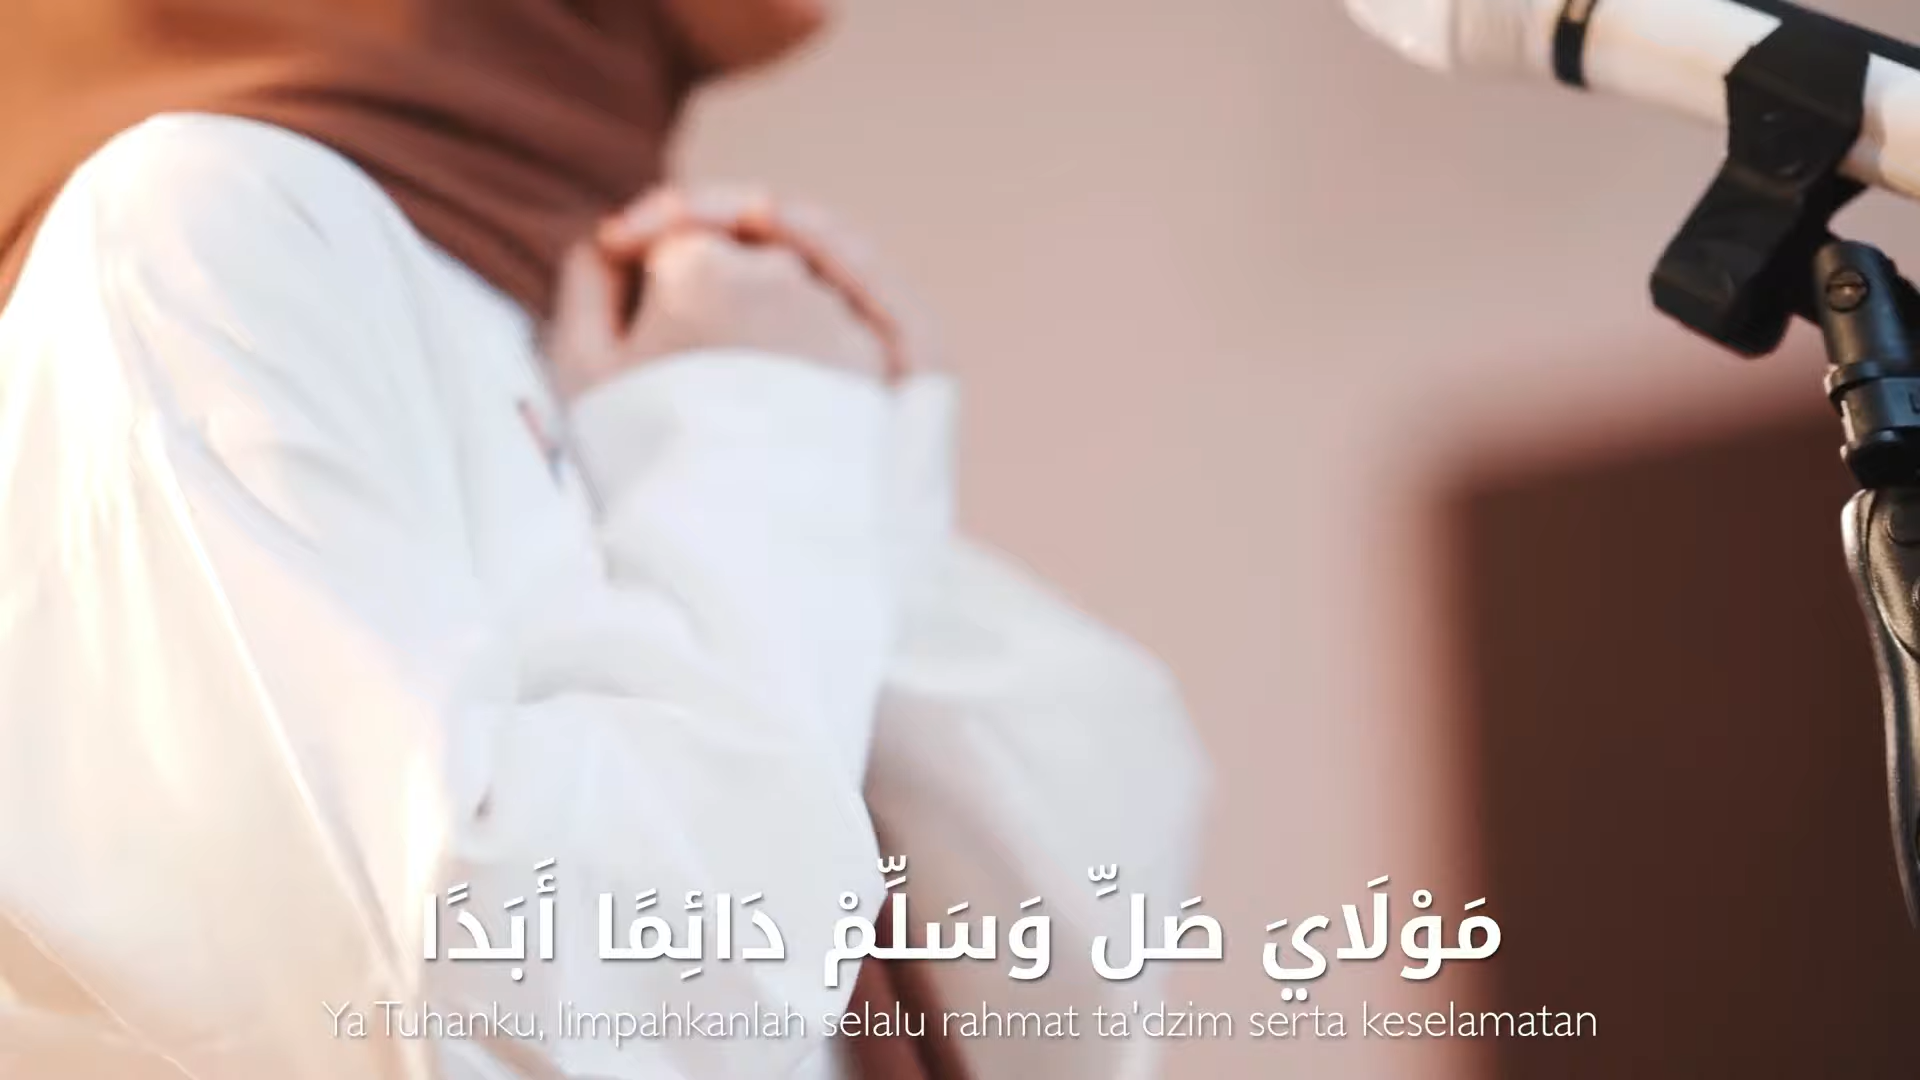 مَوْلَايَ صَلِّ وَسَلِّمْ دَائِمًا أَبَدًا
Ya Tuhanku, limpahkanlah selalu rahmat ta'dzim serta keselamatan